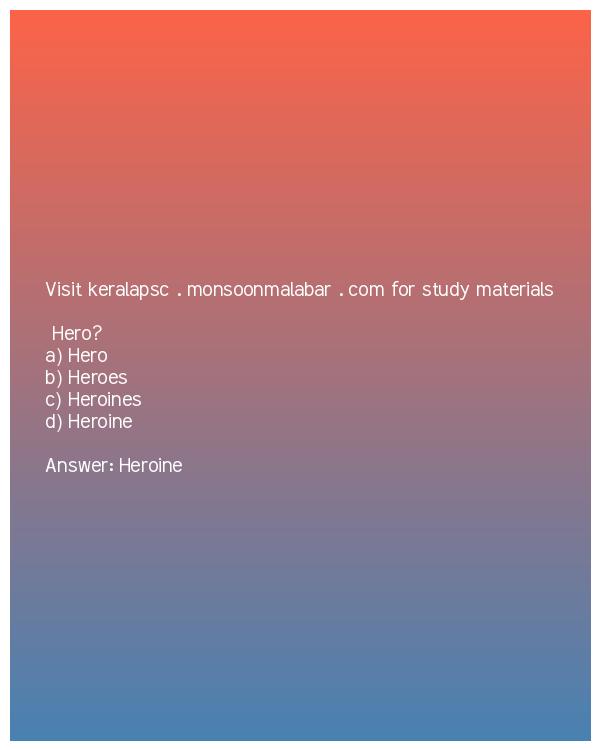 Visit keralapsc . monsoonmalabar . com for study materials
Hero?
a) Hero
b) Heroes
c) Heroines
d) Heroine
Answer: Heroine